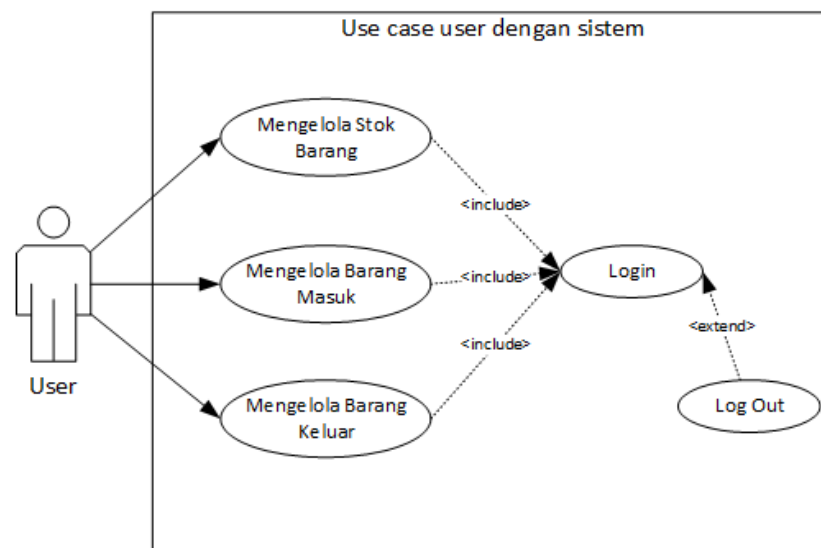 Use case user dengan sistem
Mengelola Stok
Barang
<include>
Mengelola Barang
Masuk
<include>
Login
<include>
<extend>
User
Mengelola Barang
Keluar
Log Out